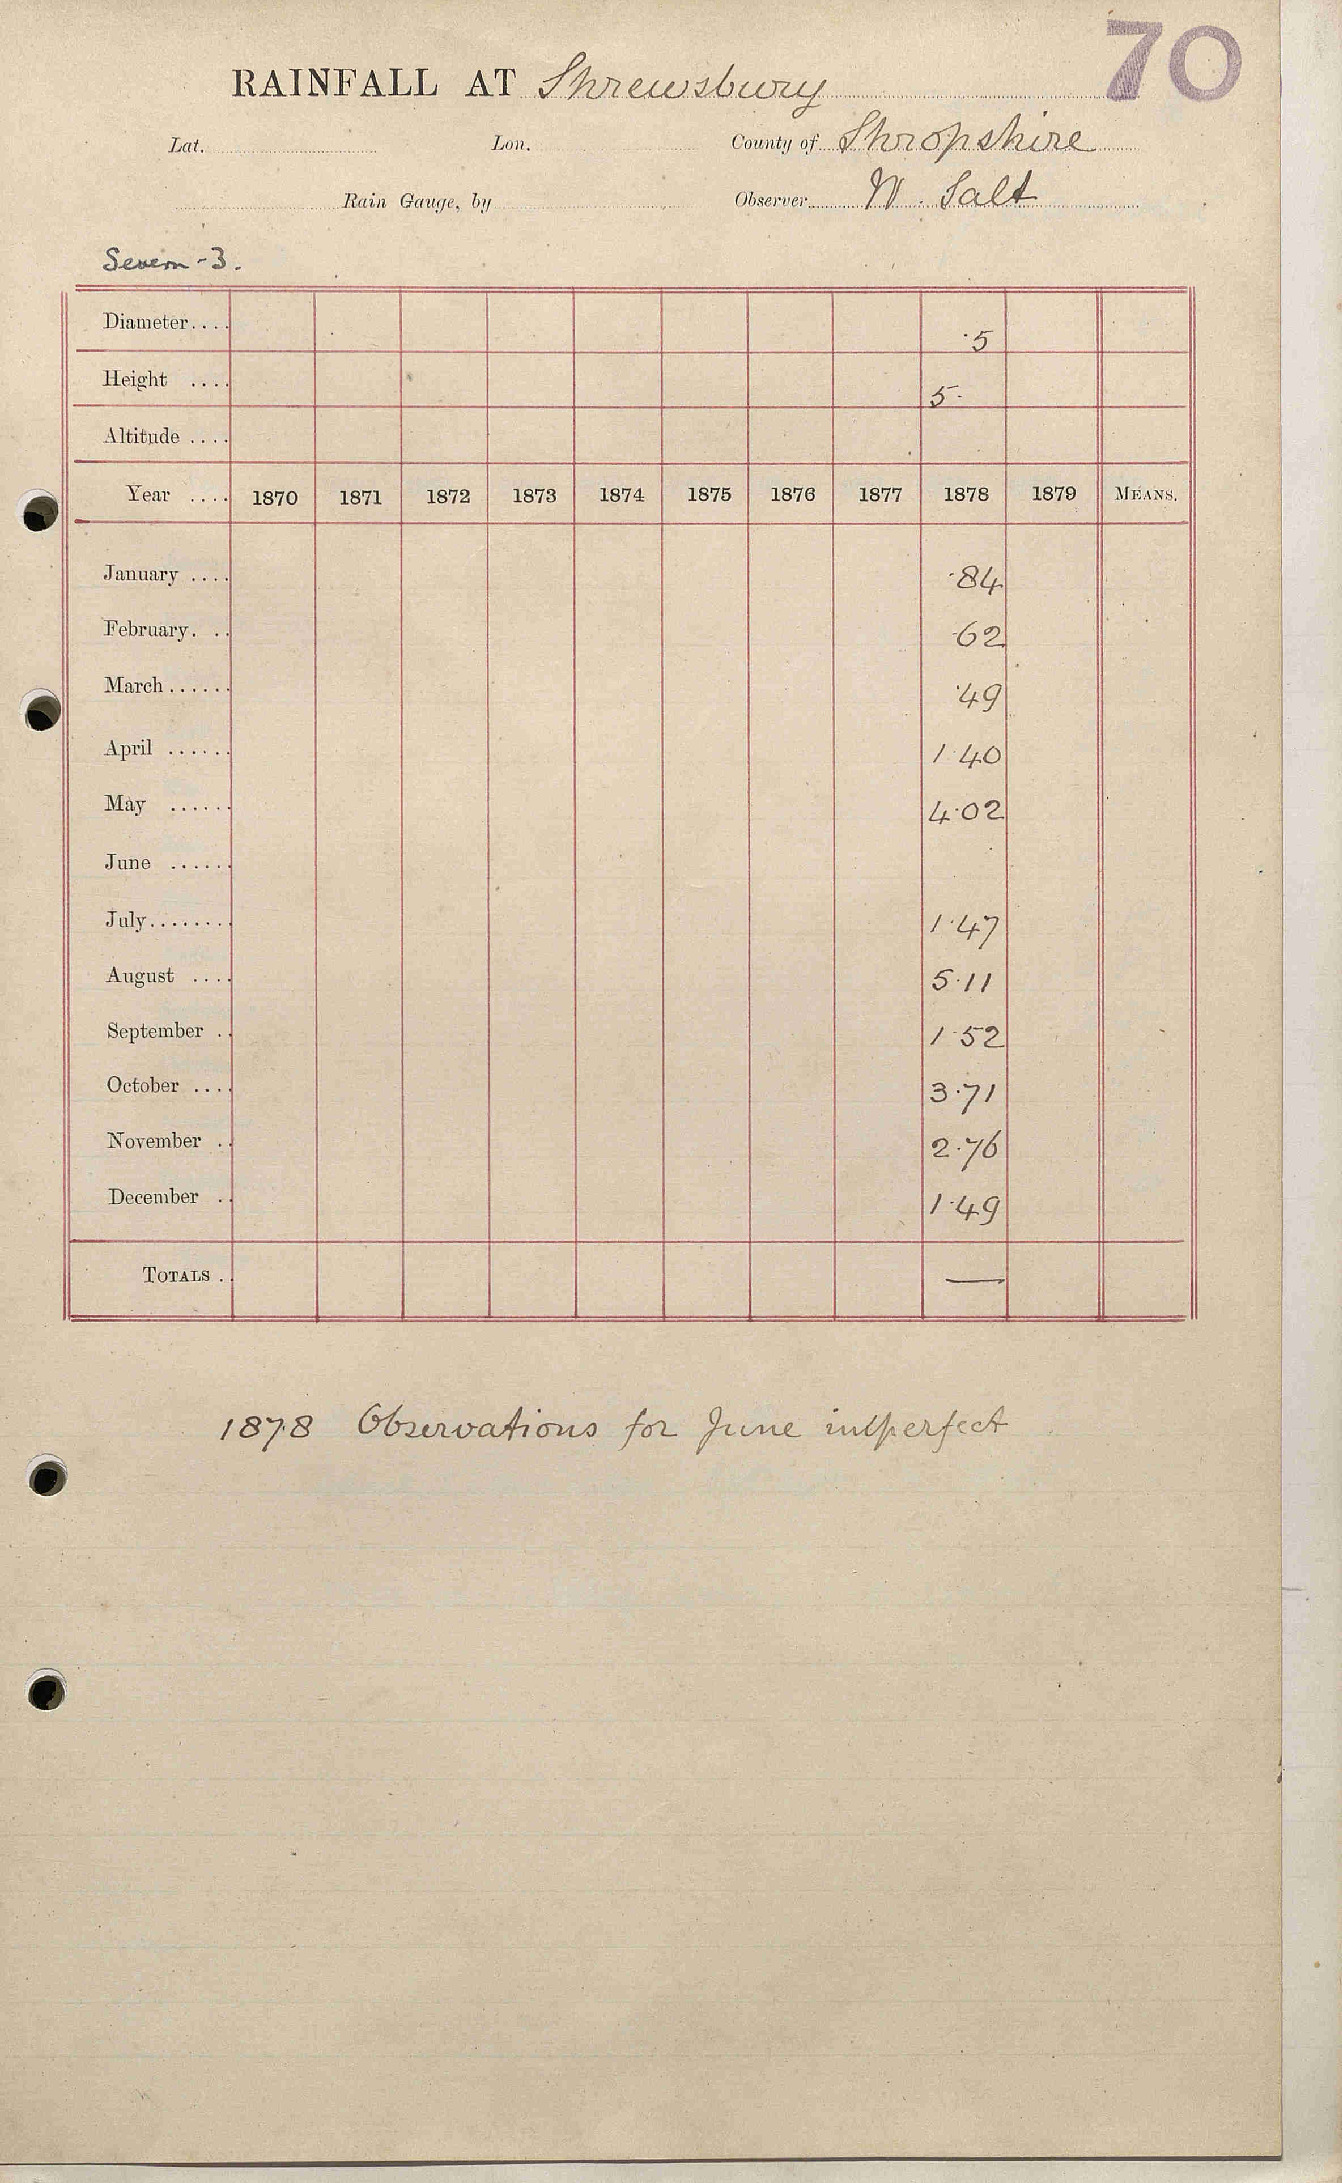 70
RAINFALL AT Shrewsbury
Lat. Lon. County of Shropshire
Rain Gauge, by Observer W. Salt
Severn - 3.
Diameter.... ·5
Height .... 5·
Altitude ....
Year .... 1870 1871 1872 1873 1874 1875 1876 1877 1878 1879 MEANS.
January .... ·84
February. .. ·62
March...... ·49
April ...... 1·40
May ...... 4·02
June ......
July........ 1·47
August .... 5·11
September .. 1·52
October .... 3·71
November .. 2·76
December .. 1·49
TOTALS .. —
1878 Observations for June imperfect